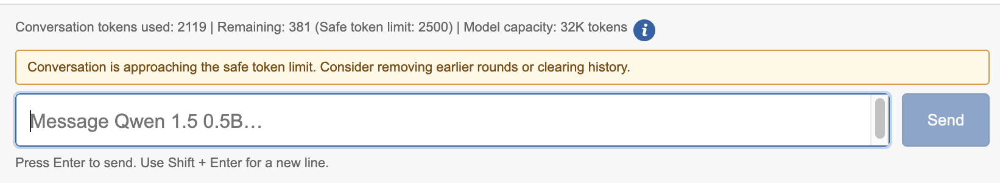 Conversation tokens used: 2119 | Remaining: 381 (Safe token limit: 2500) | Model capacity: 32K tokens i
Conversation is approaching the safe token limit. Consider removing earlier rounds or clearing history.
Message Qwen 1.5 0.5B…
Send
Press Enter to send. Use Shift + Enter for a new line.